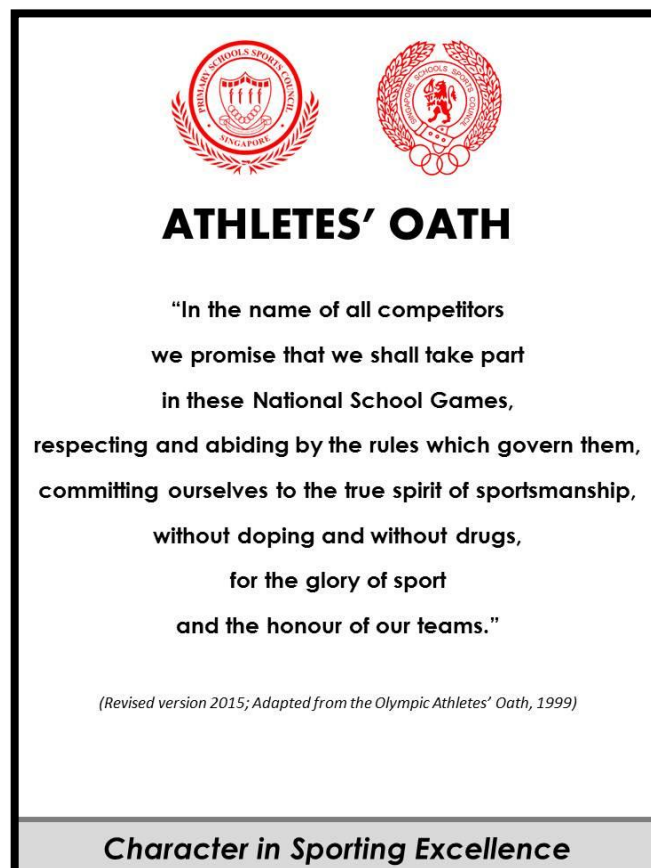 PRIMARY SCHOOLS SPORTS COUNCIL
SINGAPORE
SINGAPORE SCHOOLS SPORTS COUNCIL
ATHLETES’ OATH
“In the name of all competitors
we promise that we shall take part
in these National School Games,
respecting and abiding by the rules which govern them,
committing ourselves to the true spirit of sportsmanship,
without doping and without drugs,
for the glory of sport
and the honour of our teams.”
(Revised version 2015; Adapted from the Olympic Athletes’ Oath, 1999)
Character in Sporting Excellence